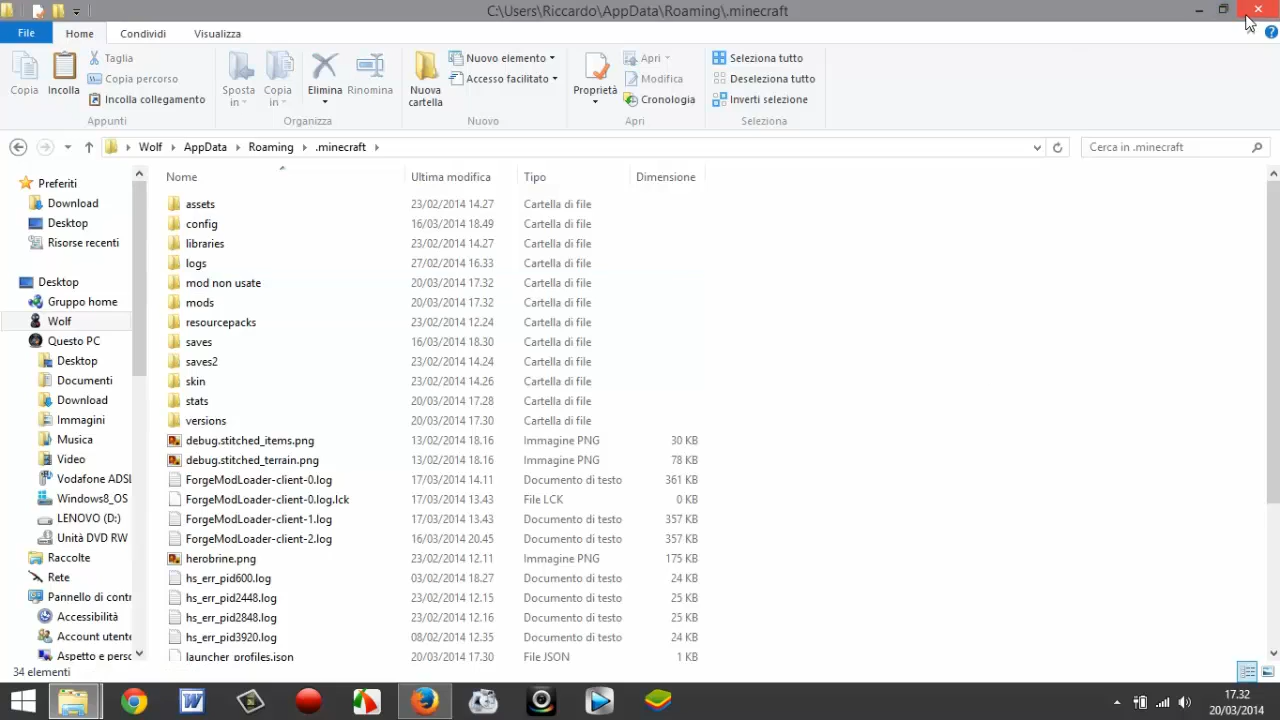 C:\Users\Riccardo\AppData\Roaming\.minecraft
File Home Condividi Visualizza
Copia
Incolla
Taglia
Copia percorso
Incolla collegamento
Appunti
Sposta in
Copia in
Elimina
Rinomina
Organizza
Nuova cartella
Nuovo elemento
Accesso facilitato
Nuovo
Proprietà
Apri
Modifica
Cronologia
Apri
Seleziona tutto
Deseleziona tutto
Inverti selezione
Seleziona
Wolf AppData Roaming .minecraft
Cerca in .minecraft
Preferiti
Download
Desktop
Risorse recenti
Desktop
Gruppo home
Wolf
Questo PC
Desktop
Documenti
Download
Immagini
Musica
Video
Vodafone ADSL
Windows8_OS
LENOVO (D:)
Unità DVD RW
Raccolte
Rete
Pannello di contr
Accessibilità
Account utente
Aspetto e perso
Nome Ultima modifica Tipo Dimensione
assets 23/02/2014 14.27 Cartella di file
config 16/03/2014 18.49 Cartella di file
libraries 23/02/2014 14.27 Cartella di file
logs 27/02/2014 16.33 Cartella di file
mod non usate 20/03/2014 17.32 Cartella di file
mods 20/03/2014 17.32 Cartella di file
resourcepacks 23/02/2014 12.24 Cartella di file
saves 16/03/2014 18.30 Cartella di file
saves2 23/02/2014 14.24 Cartella di file
skin 23/02/2014 14.26 Cartella di file
stats 20/03/2014 17.28 Cartella di file
versions 20/03/2014 17.30 Cartella di file
debug.stitched_items.png 13/02/2014 18.16 Immagine PNG 30 KB
debug.stitched_terrain.png 13/02/2014 18.16 Immagine PNG 78 KB
ForgeModLoader-client-0.log 17/03/2014 14.11 Documento di testo 361 KB
ForgeModLoader-client-0.log.lck 17/03/2014 13.43 File LCK 0 KB
ForgeModLoader-client-1.log 17/03/2014 13.43 Documento di testo 357 KB
ForgeModLoader-client-2.log 16/03/2014 20.45 Documento di testo 357 KB
herobrine.png 23/02/2014 12.11 Immagine PNG 175 KB
hs_err_pid600.log 03/02/2014 18.27 Documento di testo 24 KB
hs_err_pid2448.log 23/02/2014 12.15 Documento di testo 25 KB
hs_err_pid2848.log 23/02/2014 12.16 Documento di testo 25 KB
hs_err_pid3920.log 08/02/2014 12.35 Documento di testo 24 KB
launcher_profiles.json 20/03/2014 17.30 File JSON 1 KB
34 elementi
17.32
20/03/2014